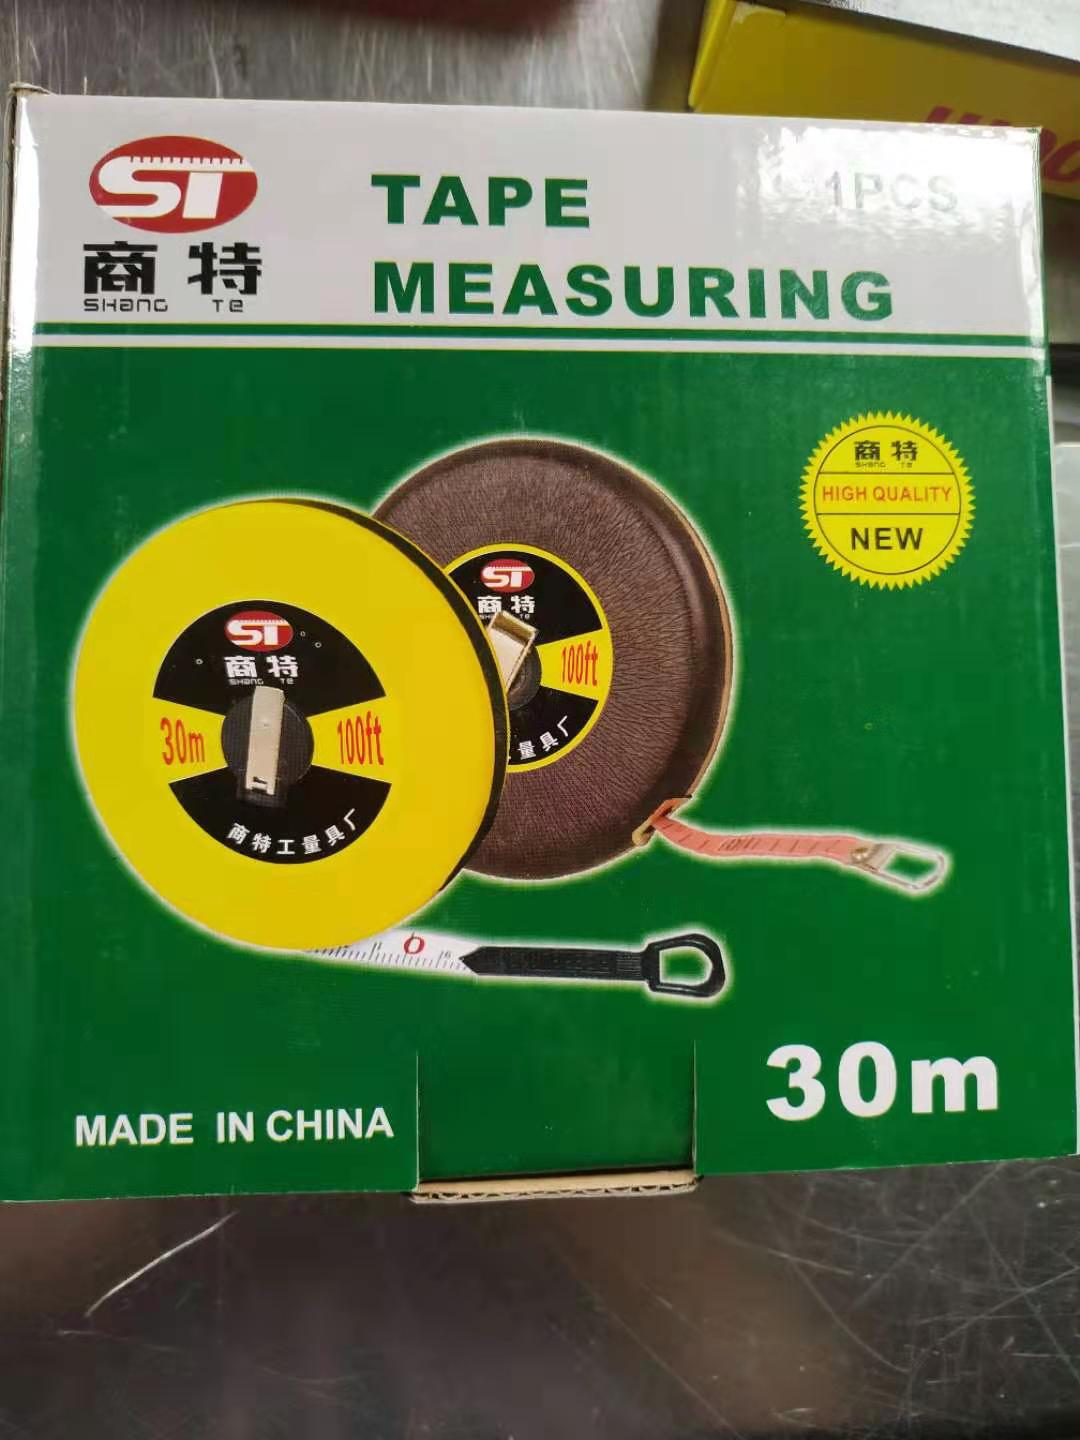 ST
商特
SHANG TE
TAPE
MEASURING
1PCS
商特
SHANG TE
HIGH QUALITY
NEW
ST
商特
SHANG TE
30m
100ft
商特工量具厂
ST
商特
100ft
量具厂
MADE IN CHINA
30m